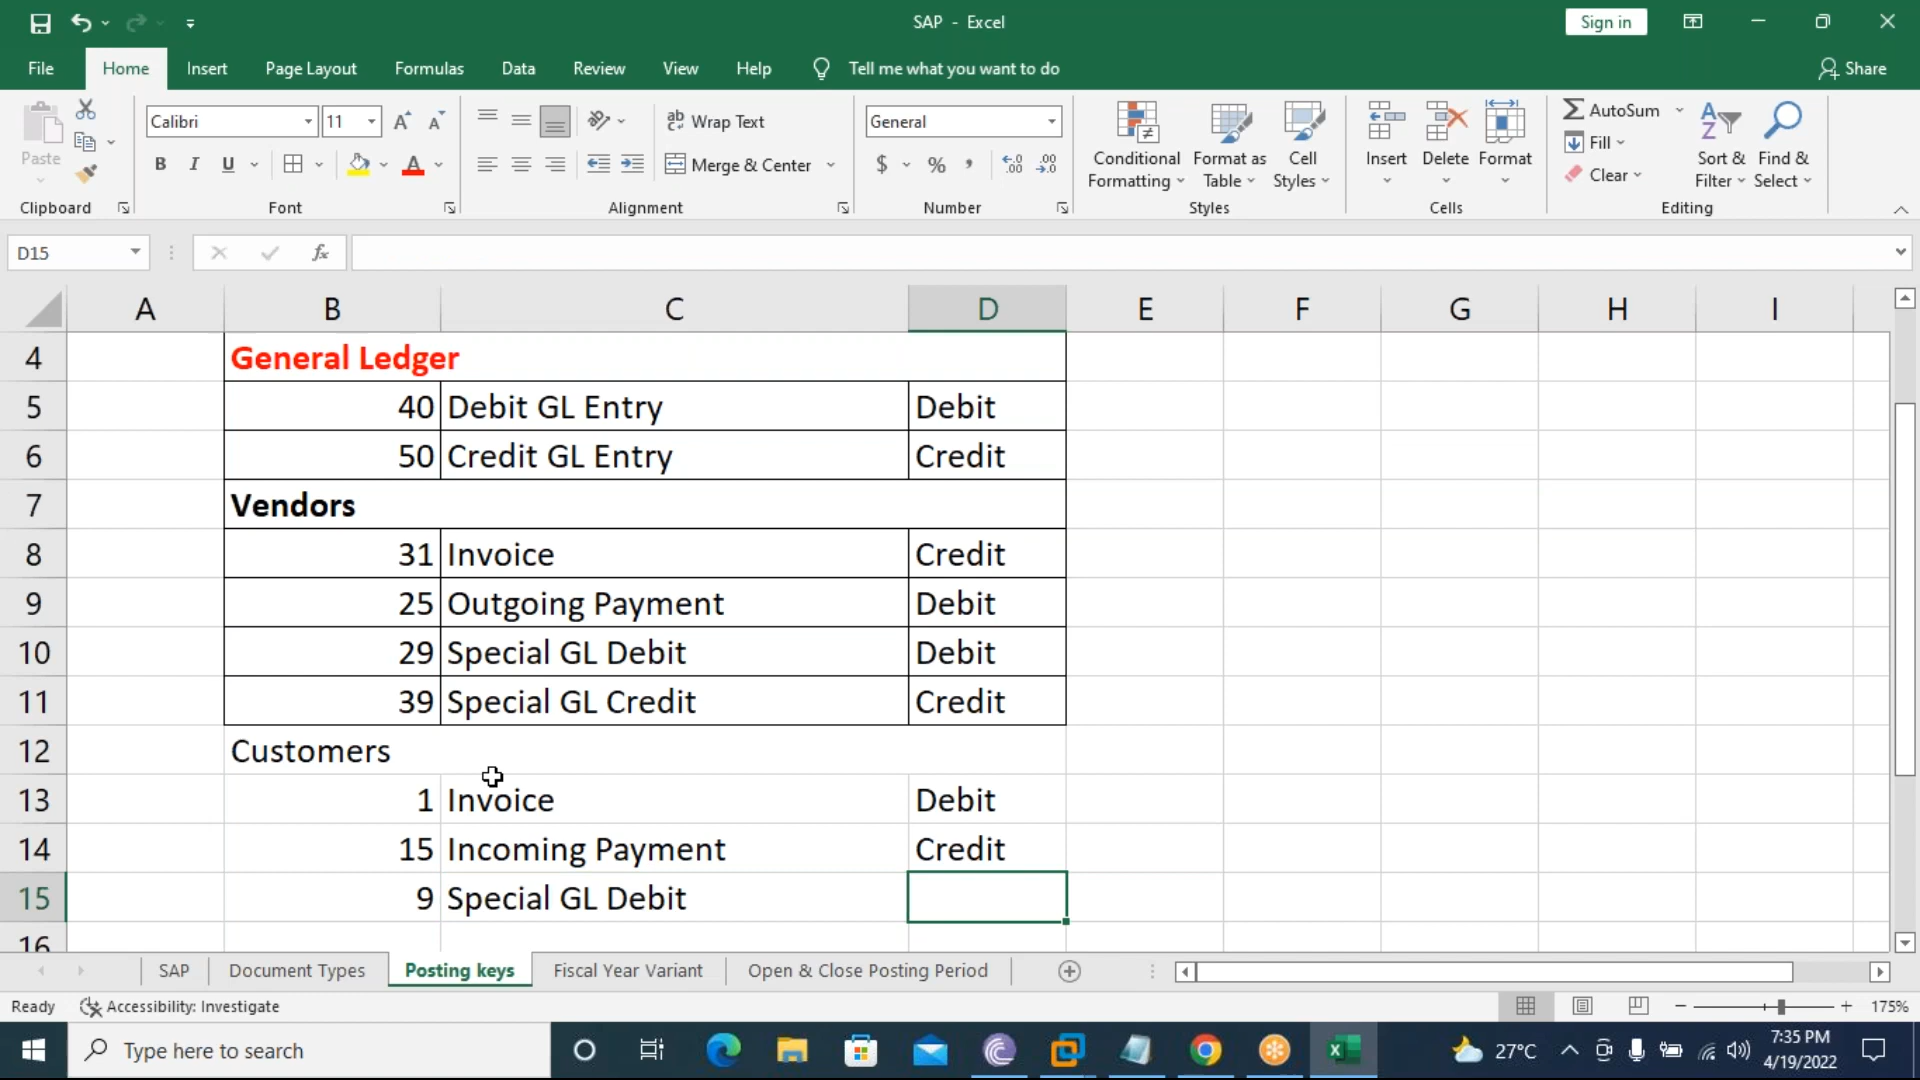 SAP - Excel
Sign in
File Home Insert Page Layout Formulas Data Review View Help Tell me what you want to do Share
Paste
Clipboard
Calibri 11
B I U
Font
Wrap Text
Merge & Center
Alignment
General
$ % ,
Number
Conditional Formatting
Format as Table
Cell Styles
Styles
Insert Delete Format
Cells
AutoSum
Fill
Clear
Sort & Filter
Find & Select
Editing
D15 fx
A B C D E F G H I
4 General Ledger
5 40 Debit GL Entry Debit
6 50 Credit GL Entry Credit
7 Vendors
8 31 Invoice Credit
9 25 Outgoing Payment Debit
10 29 Special GL Debit Debit
11 39 Special GL Credit Credit
12 Customers
13 1 Invoice Debit
14 15 Incoming Payment Credit
15 9 Special GL Debit
16
SAP Document Types Posting keys Fiscal Year Variant Open & Close Posting Period
Ready Accessibility: Investigate 175%
Type here to search 27°C 7:35 PM
4/19/2022